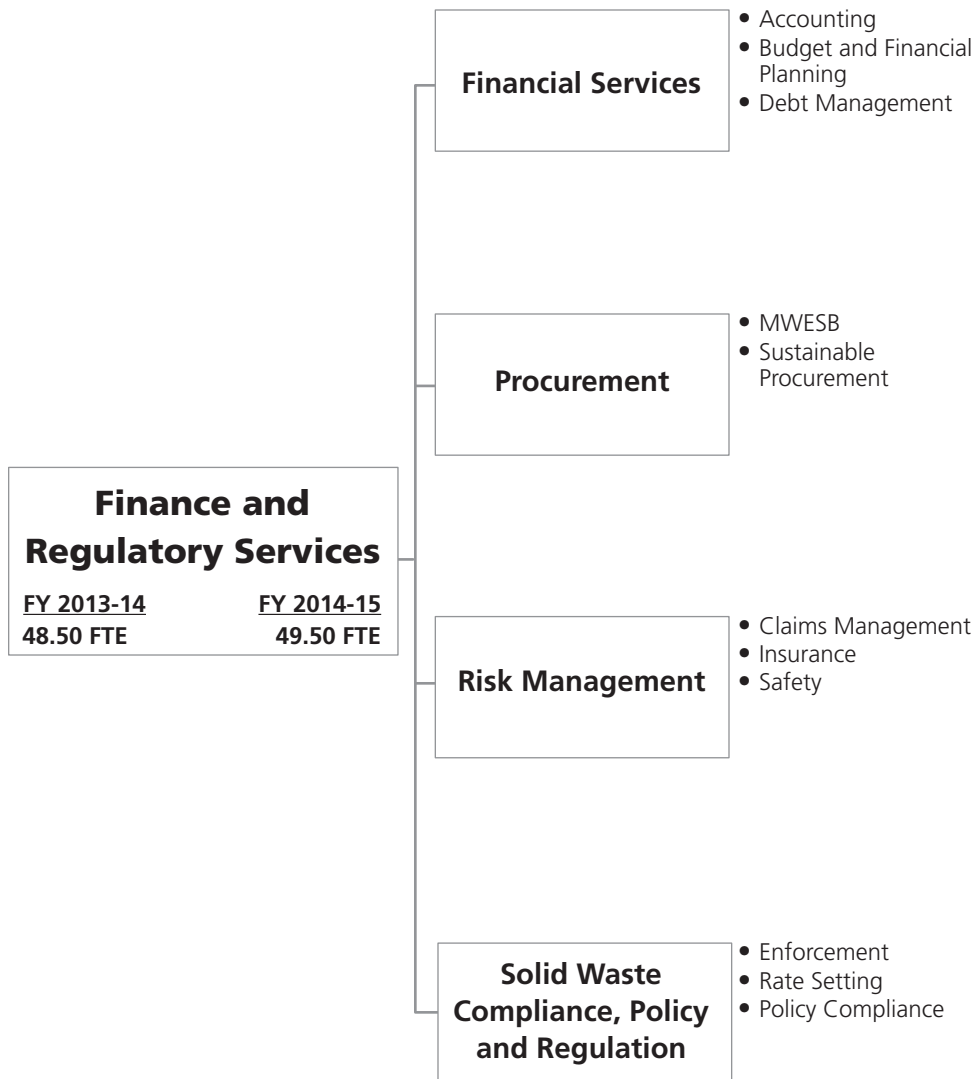 Financial Services
• Accounting
• Budget and Financial
Planning
• Debt Management
Procurement
• MWESB
• Sustainable
Procurement
Finance and
Regulatory Services
FY 2013-14 FY 2014-15
48.50 FTE 49.50 FTE
Risk Management
• Claims Management
• Insurance
• Safety
Solid Waste
Compliance, Policy
and Regulation
• Enforcement
• Rate Setting
• Policy Compliance